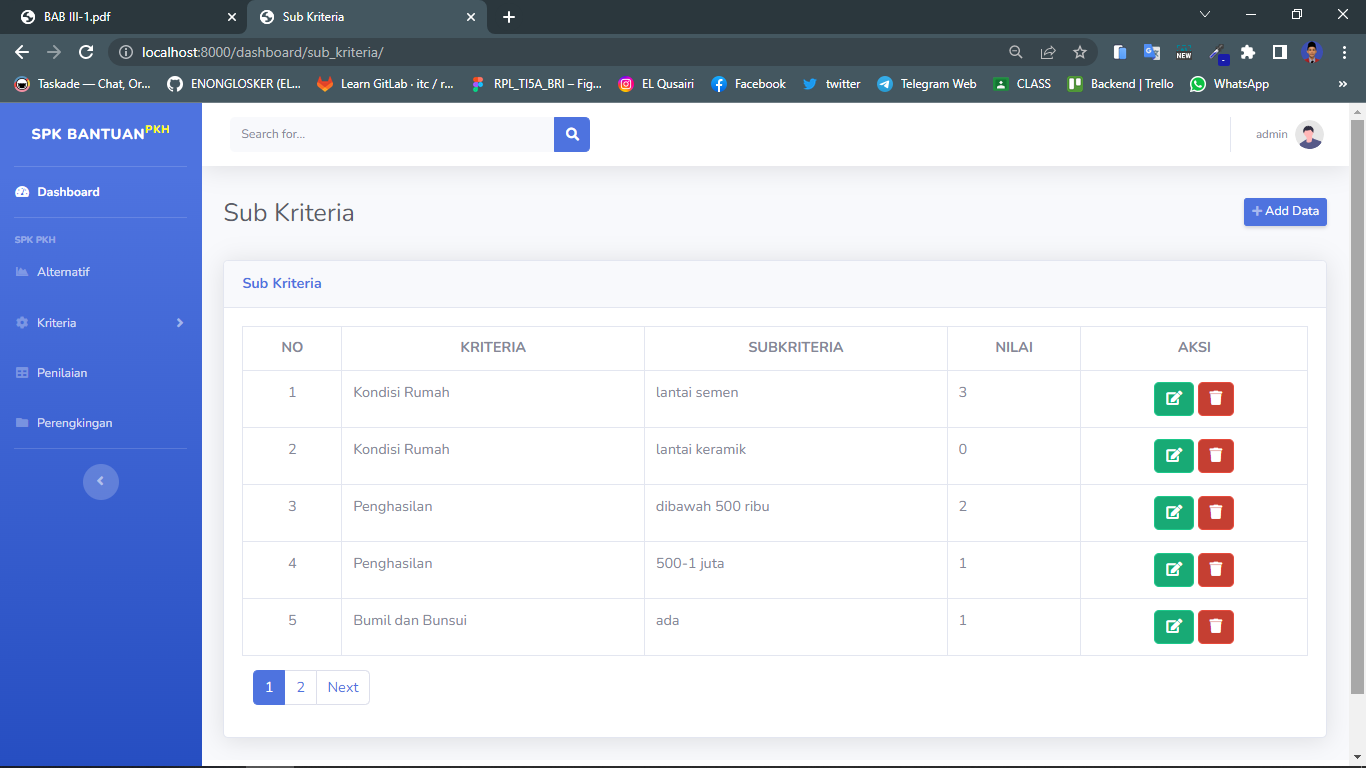 BAB III-1.pdf
Sub Kriteria
localhost:8000/dashboard/sub_kriteria/
NEW
Taskade — Chat, Or...
ENONGLOSKER (EL...
Learn GitLab · itc / r...
RPL_TI5A_BRI – Fig...
EL Qusairi
Facebook
twitter
Telegram Web
CLASS
Backend | Trello
WhatsApp
»
SPK BANTUAN PKH
Search for...
admin
Dashboard
SPK PKH
Alternatif
Kriteria
Penilaian
Perengkingan
Sub Kriteria
+ Add Data
Sub Kriteria
NO KRITERIA SUBKRITERIA NILAI AKSI
1 Kondisi Rumah lantai semen 3
2 Kondisi Rumah lantai keramik 0
3 Penghasilan dibawah 500 ribu 2
4 Penghasilan 500-1 juta 1
5 Bumil dan Bunsui ada 1
1 2 Next